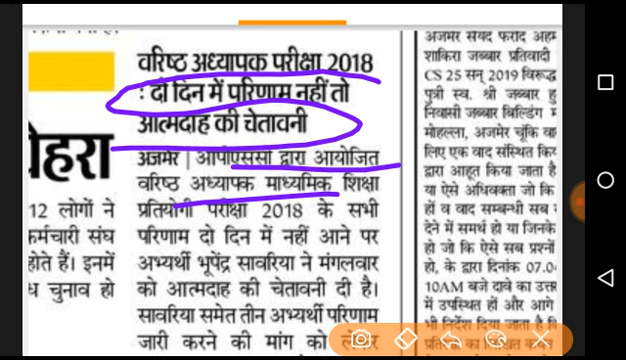 वरिष्ठ अध्यापक परीक्षा 2018
: दो दिन में परिणाम नहीं तो
आत्मदाह की चेतावनी
अजमेर | आपीएससी द्वारा आयोजित
वरिष्ठ अध्यापक माध्यमिक शिक्षा
प्रतियोगी परीक्षा 2018 के सभी
परिणाम दो दिन में नहीं आने पर
अभ्यर्थी भूपेंद्र सावरिया ने मंगलवार
को आत्मदाह की चेतावनी दी है।
सावरिया समेत तीन अभ्यर्थी परिणाम
जारी करने की मांग को लेकर
हरा
12 लोगों ने
कर्मचारी संघ
होते हैं। इनमें
चुनाव हो
अजमेर सैयद फराद अहम
शाकिरा जब्बार प्रतिवादी
CS 25 सन् 2019 विरूद्ध
पुत्री स्व. श्री जब्बार हु
निवासी जब्बार बिल्डिंग म
मोहल्ला, अजमेर चूंकि वा
लिए एक वाद संस्थित किय
द्वारा आहूत किया जाता है
या ऐसे अधिवक्ता जो कि
हों व वाद सम्बन्धी सब
देने में समर्थ हो या जिनके
हो जो कि ऐसे सब प्रश्नों
हो, के द्वारा दिनांक 07.0
10AM बजे दावे का उत्त
में उपस्थित हों और आगे
भी निर्देश दिया जाता है